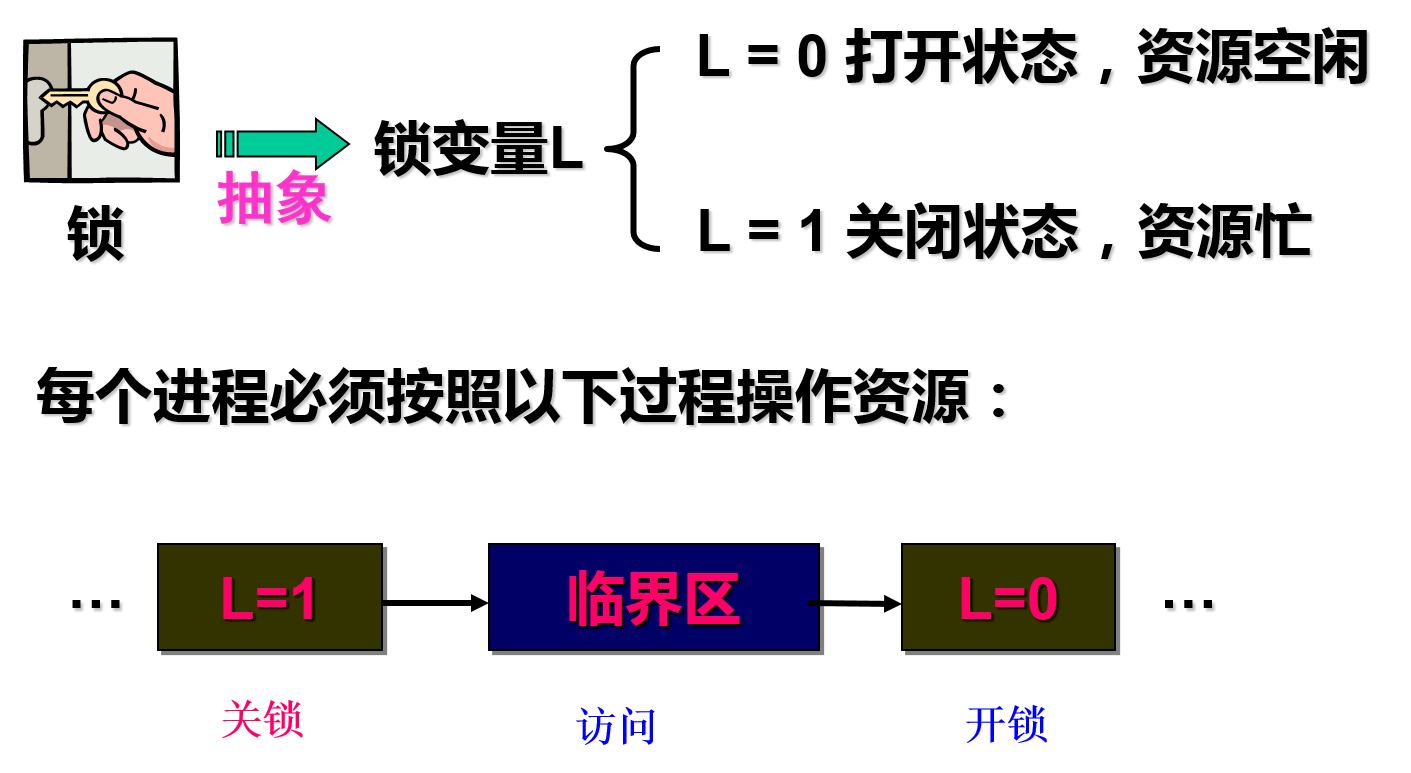 L = 0 打开状态，资源空闲
锁变量L
抽象
锁
L = 1 关闭状态，资源忙
每个进程必须按照以下过程操作资源：
… L=1 临界区 L=0 …
关锁 访问 开锁